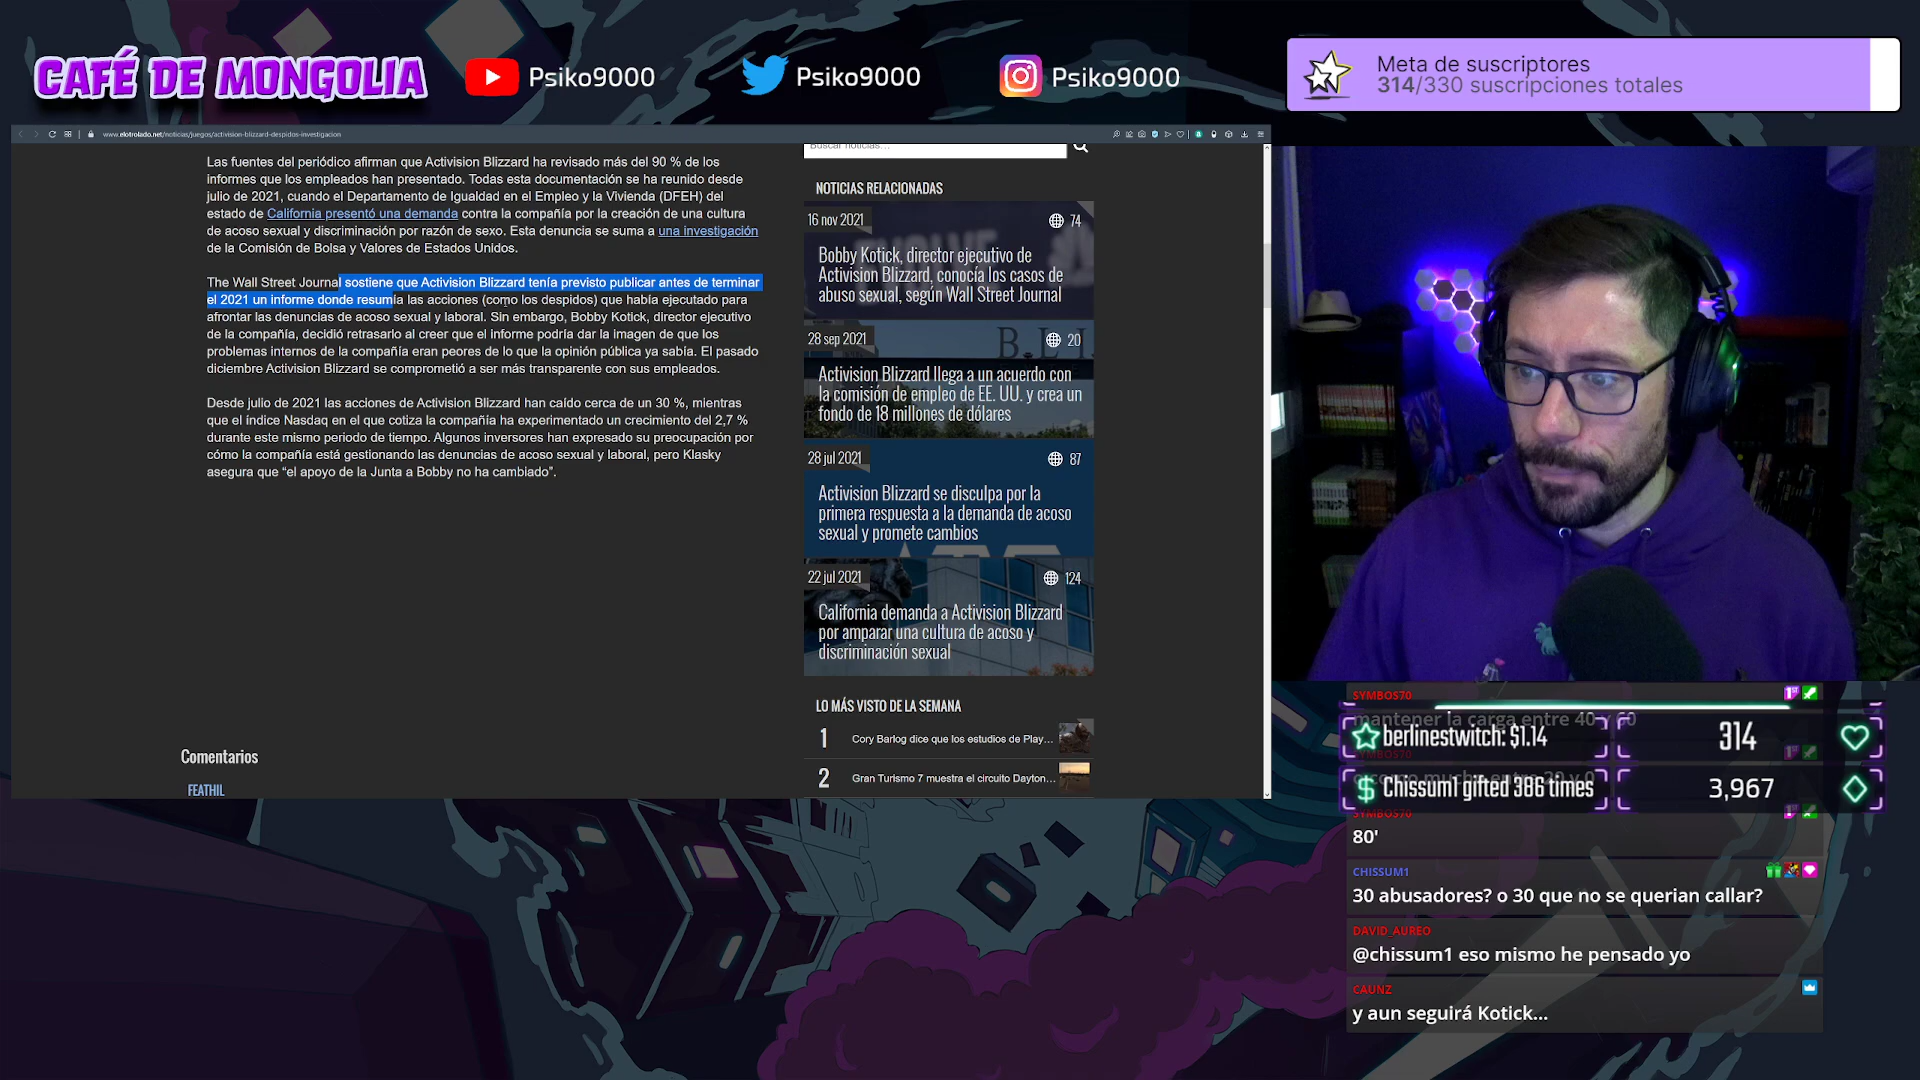 CAFÉ DE MONGOLIA
Psiko9000
Psiko9000
Psiko9000
Meta de suscriptores
314/330 suscripciones totales
www.elotrolado.net/noticias/juegos/activision-blizzard-despidos-investigacion
Las fuentes del periódico afirman que Activision Blizzard ha revisado más del 90 % de los
informes que los empleados han presentado. Todas esta documentación se ha reunido desde
julio de 2021, cuando el Departamento de Igualdad en el Empleo y la Vivienda (DFEH) del
estado de California presentó una demanda contra la compañía por la creación de una cultura
de acoso sexual y discriminación por razón de sexo. Esta denuncia se suma a una investigación
de la Comisión de Bolsa y Valores de Estados Unidos.
The Wall Street Journal sostiene que Activision Blizzard tenía previsto publicar antes de terminar
el 2021 un informe donde resumía las acciones (como los despidos) que había ejecutado para
afrontar las denuncias de acoso sexual y laboral. Sin embargo, Bobby Kotick, director ejecutivo
de la compañía, decidió retrasarlo al creer que el informe podría dar la imagen de que los
problemas internos de la compañía eran peores de lo que la opinión pública ya sabía. El pasado
diciembre Activision Blizzard se comprometió a ser más transparente con sus empleados.
Desde julio de 2021 las acciones de Activision Blizzard han caído cerca de un 30 %, mientras
que el índice Nasdaq en el que cotiza la compañía ha experimentado un crecimiento del 2,7 %
durante este mismo periodo de tiempo. Algunos inversores han expresado su preocupación por
cómo la compañía está gestionando las denuncias de acoso sexual y laboral, pero Klasky
asegura que “el apoyo de la Junta a Bobby no ha cambiado”.
Comentarios
FEATHIL
Buscar noticias...
NOTICIAS RELACIONADAS
16 nov 2021
74
Bobby Kotick, director ejecutivo de
Activision Blizzard, conocía los casos de
abuso sexual, según Wall Street Journal
28 sep 2021
20
Activision Blizzard llega a un acuerdo con
la comisión de empleo de EE. UU. y crea un
fondo de 18 millones de dólares
28 jul 2021
87
Activision Blizzard se disculpa por la
primera respuesta a la demanda de acoso
sexual y promete cambios
22 jul 2021
124
California demanda a Activision Blizzard
por amparar una cultura de acoso y
discriminación sexual
LO MÁS VISTO DE LA SEMANA
1 Cory Barlog dice que los estudios de Play...
2 Gran Turismo 7 muestra el circuito Dayton...
SYMBOS70
mantener la carga entre 40 y 60
berlinestwitch: $1.14
314
Chissum1 gifted 386 times
3,967
SYMBOS70
80'
CHISSUM1
30 abusadores? o 30 que no se querian callar?
DAVID_AUREO
@chissum1 eso mismo he pensado yo
CAUNZ
y aun seguirá Kotick...